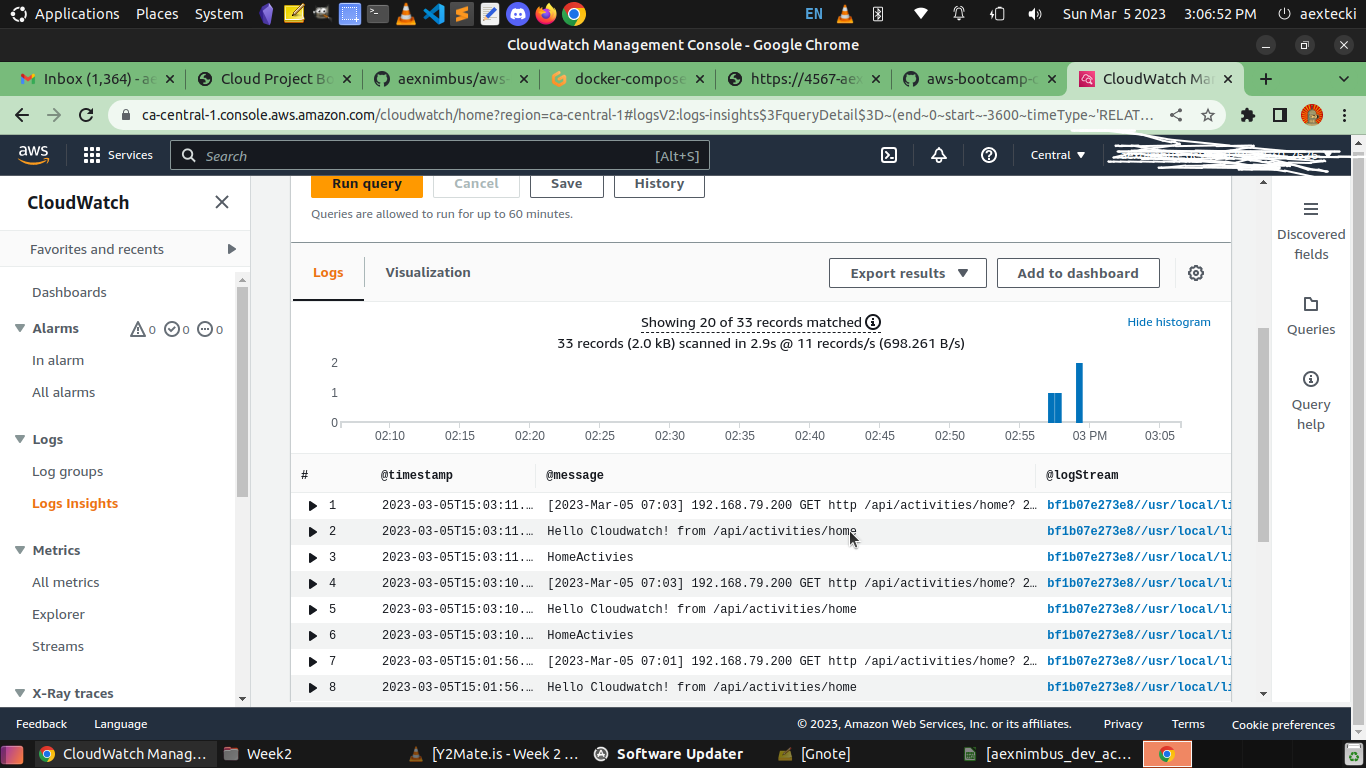 Applications Places System EN Sun Mar 5 2023 3:06:52 PM aextecki
CloudWatch Management Console - Google Chrome
Inbox (1,364) - ae Cloud Project Bo aexnimbus/aws- docker-compose https://4567-aex aws-bootcamp-c CloudWatch Ma
ca-central-1.console.aws.amazon.com/cloudwatch/home?region=ca-central-1#logsV2:logs-insights$3FqueryDetail$3D~(end~0~start~-3600~timeType~'RELAT...
aws Services Search [Alt+S] Central
CloudWatch
Favorites and recents
Dashboards
Alarms 0 0 0
In alarm
All alarms
Logs
Log groups
Logs Insights
Metrics
All metrics
Explorer
Streams
X-Ray traces
Run query Cancel Save History
Queries are allowed to run for up to 60 minutes.
Logs Visualization Export results Add to dashboard
Showing 20 of 33 records matched Hide histogram
33 records (2.0 kB) scanned in 2.9s @ 11 records/s (698.261 B/s)
2
1
0
02:10 02:15 02:20 02:25 02:30 02:35 02:40 02:45 02:50 02:55 03 PM 03:05
# @timestamp @message @logStream
1 2023-03-05T15:03:11.… [2023-Mar-05 07:03] 192.168.79.200 GET http /api/activities/home? 2… bf1b07e273e8//usr/local/li
2 2023-03-05T15:03:11.… Hello Cloudwatch! from /api/activities/home bf1b07e273e8//usr/local/li
3 2023-03-05T15:03:11.… HomeActivies bf1b07e273e8//usr/local/li
4 2023-03-05T15:03:10.… [2023-Mar-05 07:03] 192.168.79.200 GET http /api/activities/home? 2… bf1b07e273e8//usr/local/li
5 2023-03-05T15:03:10.… Hello Cloudwatch! from /api/activities/home bf1b07e273e8//usr/local/li
6 2023-03-05T15:03:10.… HomeActivies bf1b07e273e8//usr/local/li
7 2023-03-05T15:01:56.… [2023-Mar-05 07:01] 192.168.79.200 GET http /api/activities/home? 2… bf1b07e273e8//usr/local/li
8 2023-03-05T15:01:56.… Hello Cloudwatch! from /api/activities/home bf1b07e273e8//usr/local/li
Discovered
fields
Queries
Query
help
Feedback Language © 2023, Amazon Web Services, Inc. or its affiliates. Privacy Terms Cookie preferences
CloudWatch Manag... Week2 [Y2Mate.is - Week 2 ... Software Updater [Gnote] [aexnimbus_dev_ac...